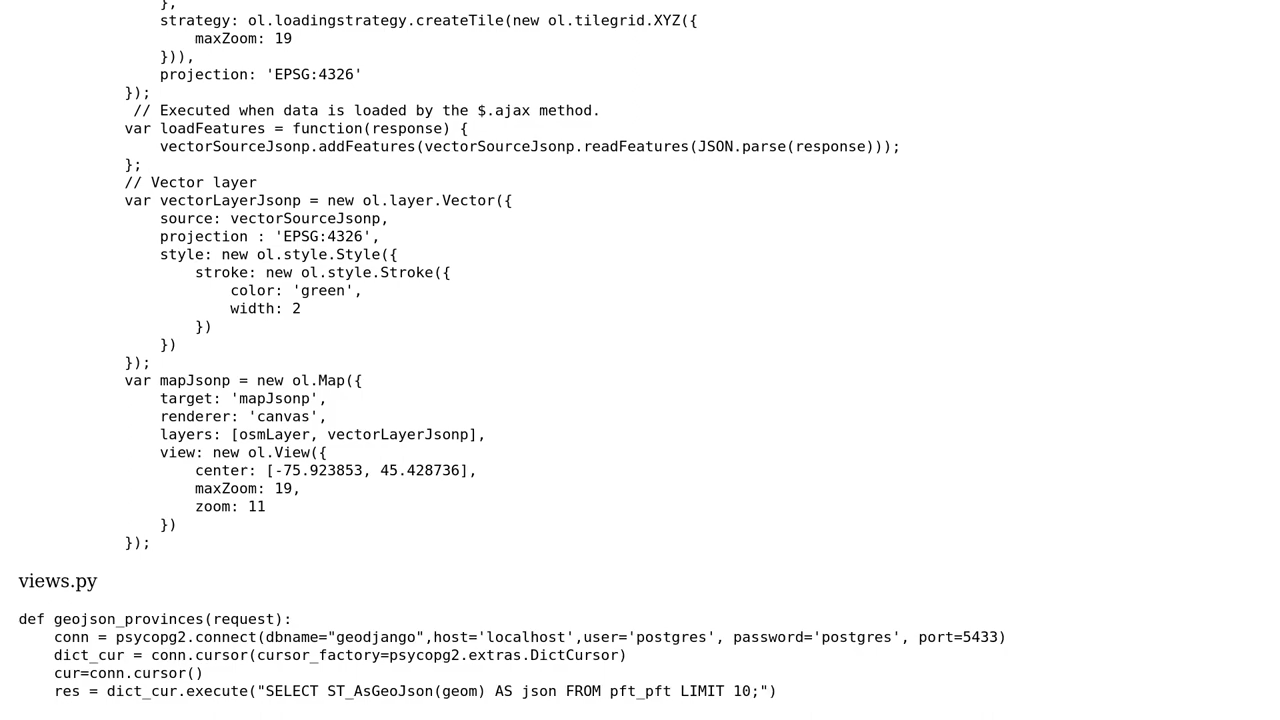 },
strategy: ol.loadingstrategy.createTile(new ol.tilegrid.XYZ({
maxZoom: 19
})),
projection: 'EPSG:4326'
});
// Executed when data is loaded by the $.ajax method.
var loadFeatures = function(response) {
vectorSourceJsonp.addFeatures(vectorSourceJsonp.readFeatures(JSON.parse(response)));
};
// Vector layer
var vectorLayerJsonp = new ol.layer.Vector({
source: vectorSourceJsonp,
projection : 'EPSG:4326',
style: new ol.style.Style({
stroke: new ol.style.Stroke({
color: 'green',
width: 2
})
})
});
var mapJsonp = new ol.Map({
target: 'mapJsonp',
renderer: 'canvas',
layers: [osmLayer, vectorLayerJsonp],
view: new ol.View({
center: [-75.923853, 45.428736],
maxZoom: 19,
zoom: 11
})
});
views.py
def geojson_provinces(request):
conn = psycopg2.connect(dbname="geodjango",host='localhost',user='postgres', password='postgres', port=5433)
dict_cur = conn.cursor(cursor_factory=psycopg2.extras.DictCursor)
cur=conn.cursor()
res = dict_cur.execute("SELECT ST_AsGeoJson(geom) AS json FROM pft_pft LIMIT 10;")